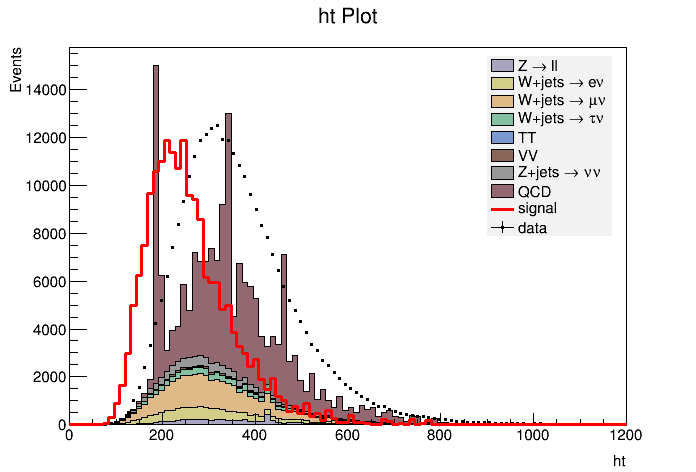 ht Plot
Events
14000
12000
10000
8000
6000
4000
2000
0
0
200
400
600
800
1000
1200
ht
Z → ll
W+jets → eν
W+jets → μν
W+jets → τν
TT
VV
Z+jets → νν
QCD
signal
data